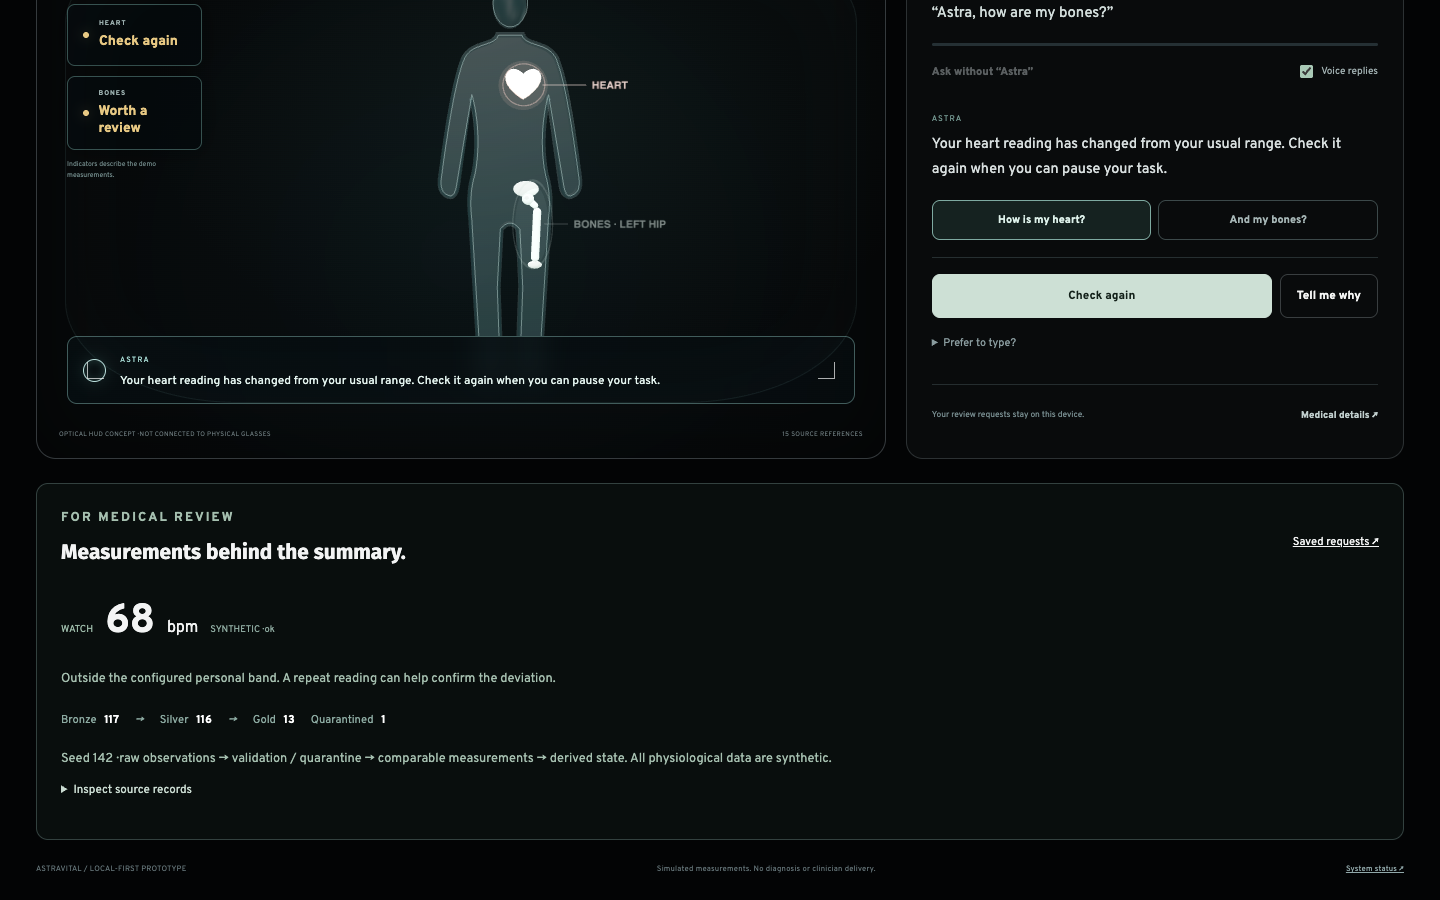 HEART
Check again
BONES
Worth a
review
Indicators describe the demo
measurements.
HEART
BONES · LEFT HIP
ASTRA
Your heart reading has changed from your usual range. Check it again when you can pause your task.
OPTICAL HUD CONCEPT · NOT CONNECTED TO PHYSICAL GLASSES
15 SOURCE REFERENCES
“Astra, how are my bones?”
Ask without “Astra”
Voice replies
ASTRA
Your heart reading has changed from your usual range. Check it
again when you can pause your task.
How is my heart?
And my bones?
Check again
Tell me why
Prefer to type?
Your review requests stay on this device.
Medical details ↗
FOR MEDICAL REVIEW
Measurements behind the summary.
Saved requests ↗
WATCH 68 bpm SYNTHETIC · ok
Outside the configured personal band. A repeat reading can help confirm the deviation.
Bronze 117 → Silver 116 → Gold 13 Quarantined 1
Seed 142 · raw observations → validation / quarantine → comparable measurements → derived state. All physiological data are synthetic.
Inspect source records
ASTRAVITAL / LOCAL-FIRST PROTOTYPE
Simulated measurements. No diagnosis or clinician delivery.
System status ↗